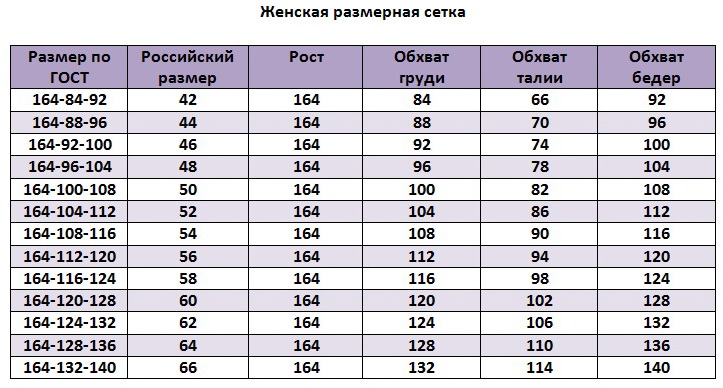 Женская размерная сетка
Размер по ГОСТ Российский размер Рост Обхват груди Обхват талии Обхват бедер
164-84-92 42 164 84 66 92
164-88-96 44 164 88 70 96
164-92-100 46 164 92 74 100
164-96-104 48 164 96 78 104
164-100-108 50 164 100 82 108
164-104-112 52 164 104 86 112
164-108-116 54 164 108 90 116
164-112-120 56 164 112 94 120
164-116-124 58 164 116 98 124
164-120-128 60 164 120 102 128
164-124-132 62 164 124 106 132
164-128-136 64 164 128 110 136
164-132-140 66 164 132 114 140